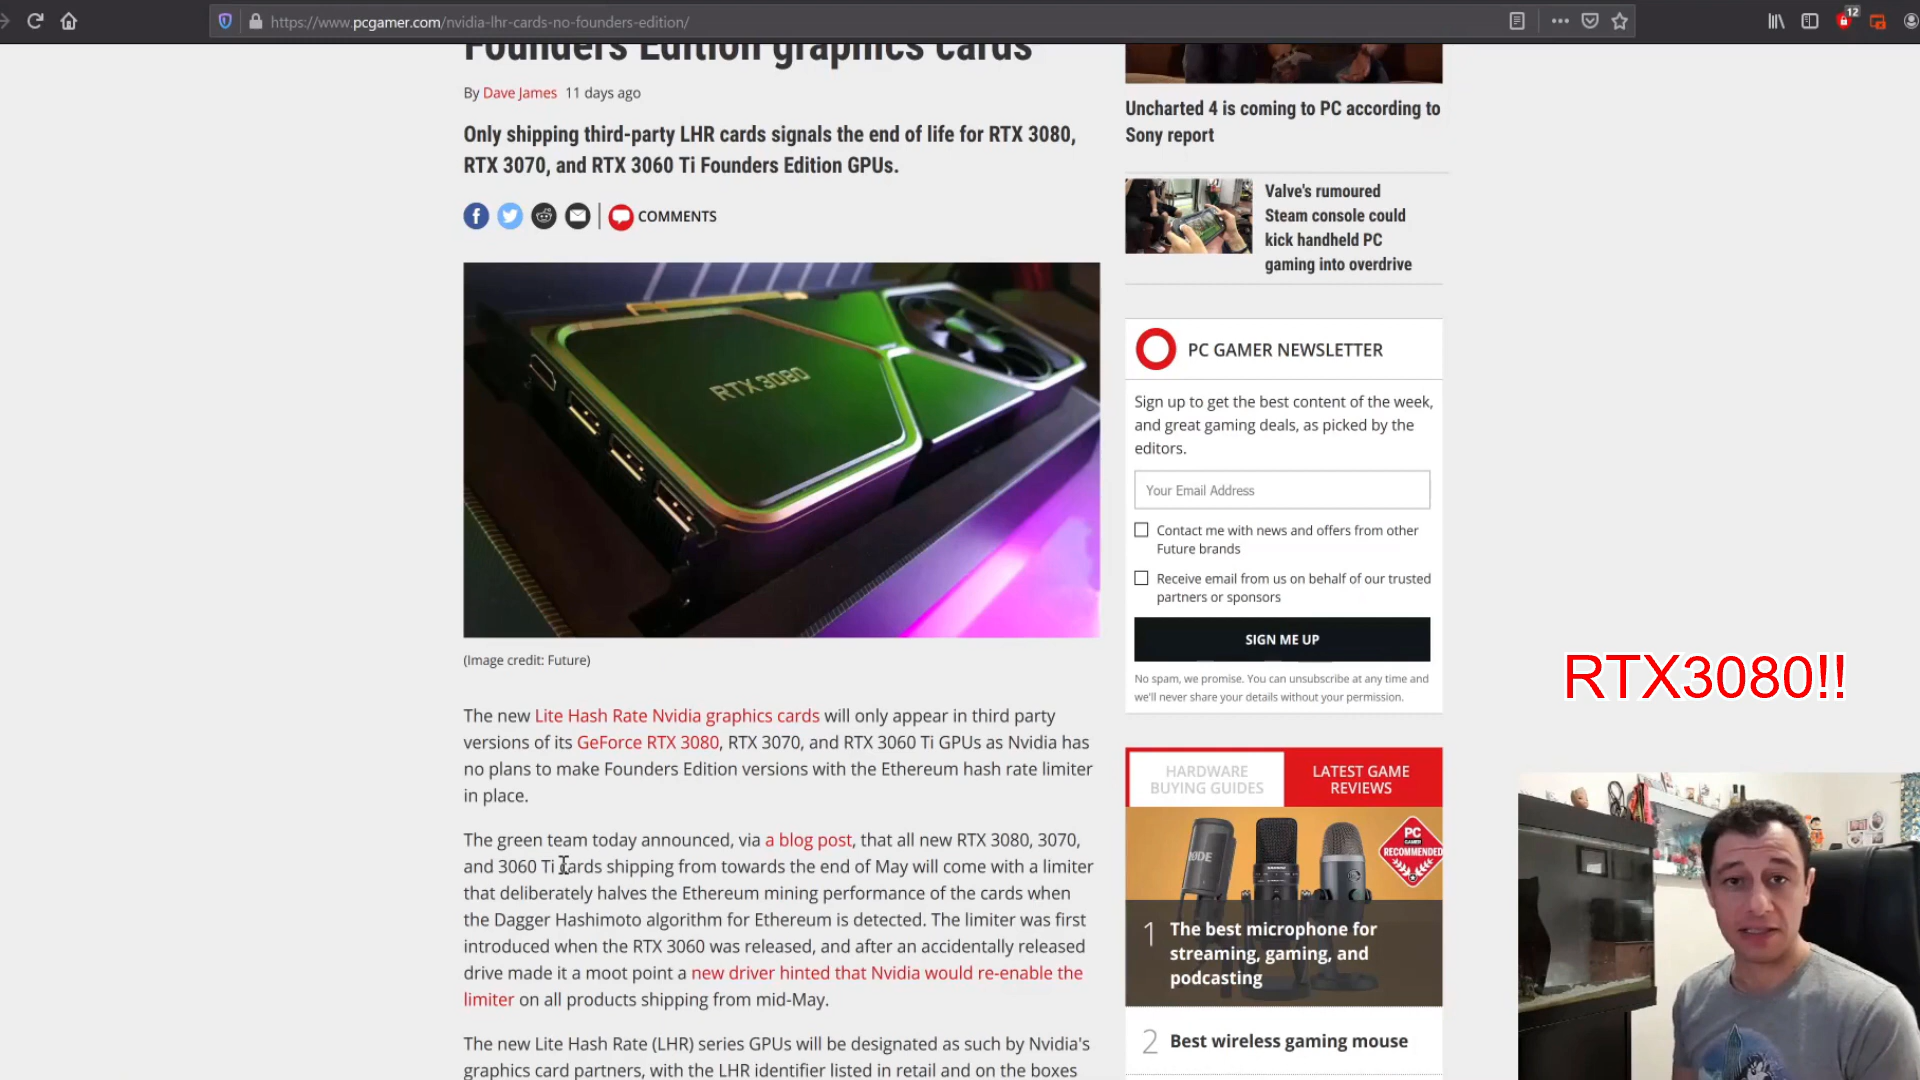 https://www.pcgamer.com/nvidia-lhr-cards-no-founders-edition/
12
Founders Edition graphics cards
By Dave James 11 days ago
Only shipping third-party LHR cards signals the end of life for RTX 3080,
RTX 3070, and RTX 3060 Ti Founders Edition GPUs.
COMMENTS
RTX 3080
(Image credit: Future)
The new Lite Hash Rate Nvidia graphics cards will only appear in third party
versions of its GeForce RTX 3080, RTX 3070, and RTX 3060 Ti GPUs as Nvidia has
no plans to make Founders Edition versions with the Ethereum hash rate limiter
in place.
The green team today announced, via a blog post, that all new RTX 3080, 3070,
and 3060 Ti cards shipping from towards the end of May will come with a limiter
that deliberately halves the Ethereum mining performance of the cards when
the Dagger Hashimoto algorithm for Ethereum is detected. The limiter was first
introduced when the RTX 3060 was released, and after an accidentally released
drive made it a moot point a new driver hinted that Nvidia would re-enable the
limiter on all products shipping from mid-May.
The new Lite Hash Rate (LHR) series GPUs will be designated as such by Nvidia's
graphics card partners, with the LHR identifier listed in retail and on the boxes
Uncharted 4 is coming to PC according to
Sony report
Valve's rumoured
Steam console could
kick handheld PC
gaming into overdrive
PC GAMER NEWSLETTER
Sign up to get the best content of the week,
and great gaming deals, as picked by the
editors.
Your Email Address
Contact me with news and offers from other
Future brands
Receive email from us on behalf of our trusted
partners or sponsors
SIGN ME UP
No spam, we promise. You can unsubscribe at any time and
we'll never share your details without your permission.
HARDWARE
BUYING GUIDES
LATEST GAME
REVIEWS
RODE
PC
GAMER
RECOMMENDED
1
The best microphone for
streaming, gaming, and
podcasting
2 Best wireless gaming mouse
RTX3080!!